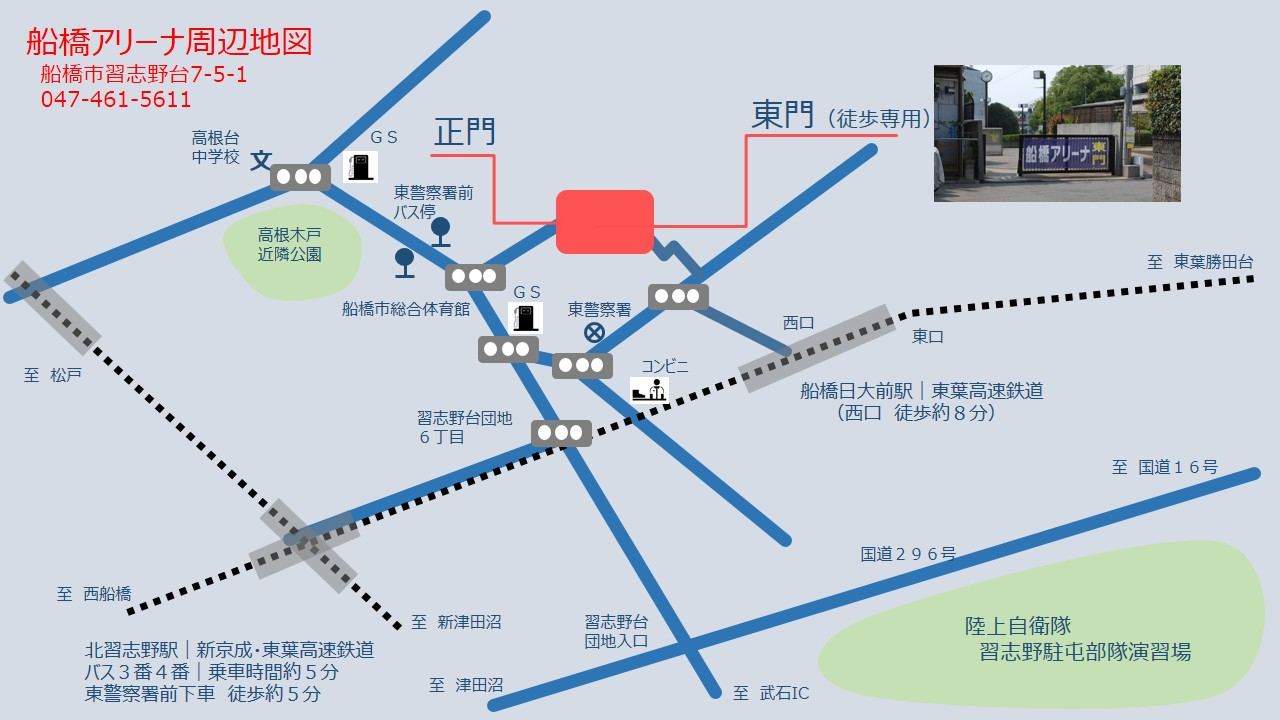 船橋アリーナ周辺地図
船橋市習志野台7-5-1
047-461-5611
高根台
中学校
文
ＧＳ
正門
東門（徒歩専用）
船橋アリーナ 東門
東警察署前
バス停
高根木戸
近隣公園
船橋市総合体育館
ＧＳ
東警察署
至 東葉勝田台
西口
東口
至 松戸
コンビニ
船橋日大前駅｜東葉高速鉄道
（西口 徒歩約８分）
習志野台団地
６丁目
至 国道１６号
国道２９６号
至 西船橋
至 新津田沼
習志野台
団地入口
陸上自衛隊
習志野駐屯部隊演習場
北習志野駅｜新京成・東葉高速鉄道
バス３番４番｜乗車時間約５分
東警察署前下車 徒歩約５分
至 津田沼
至 武石IC